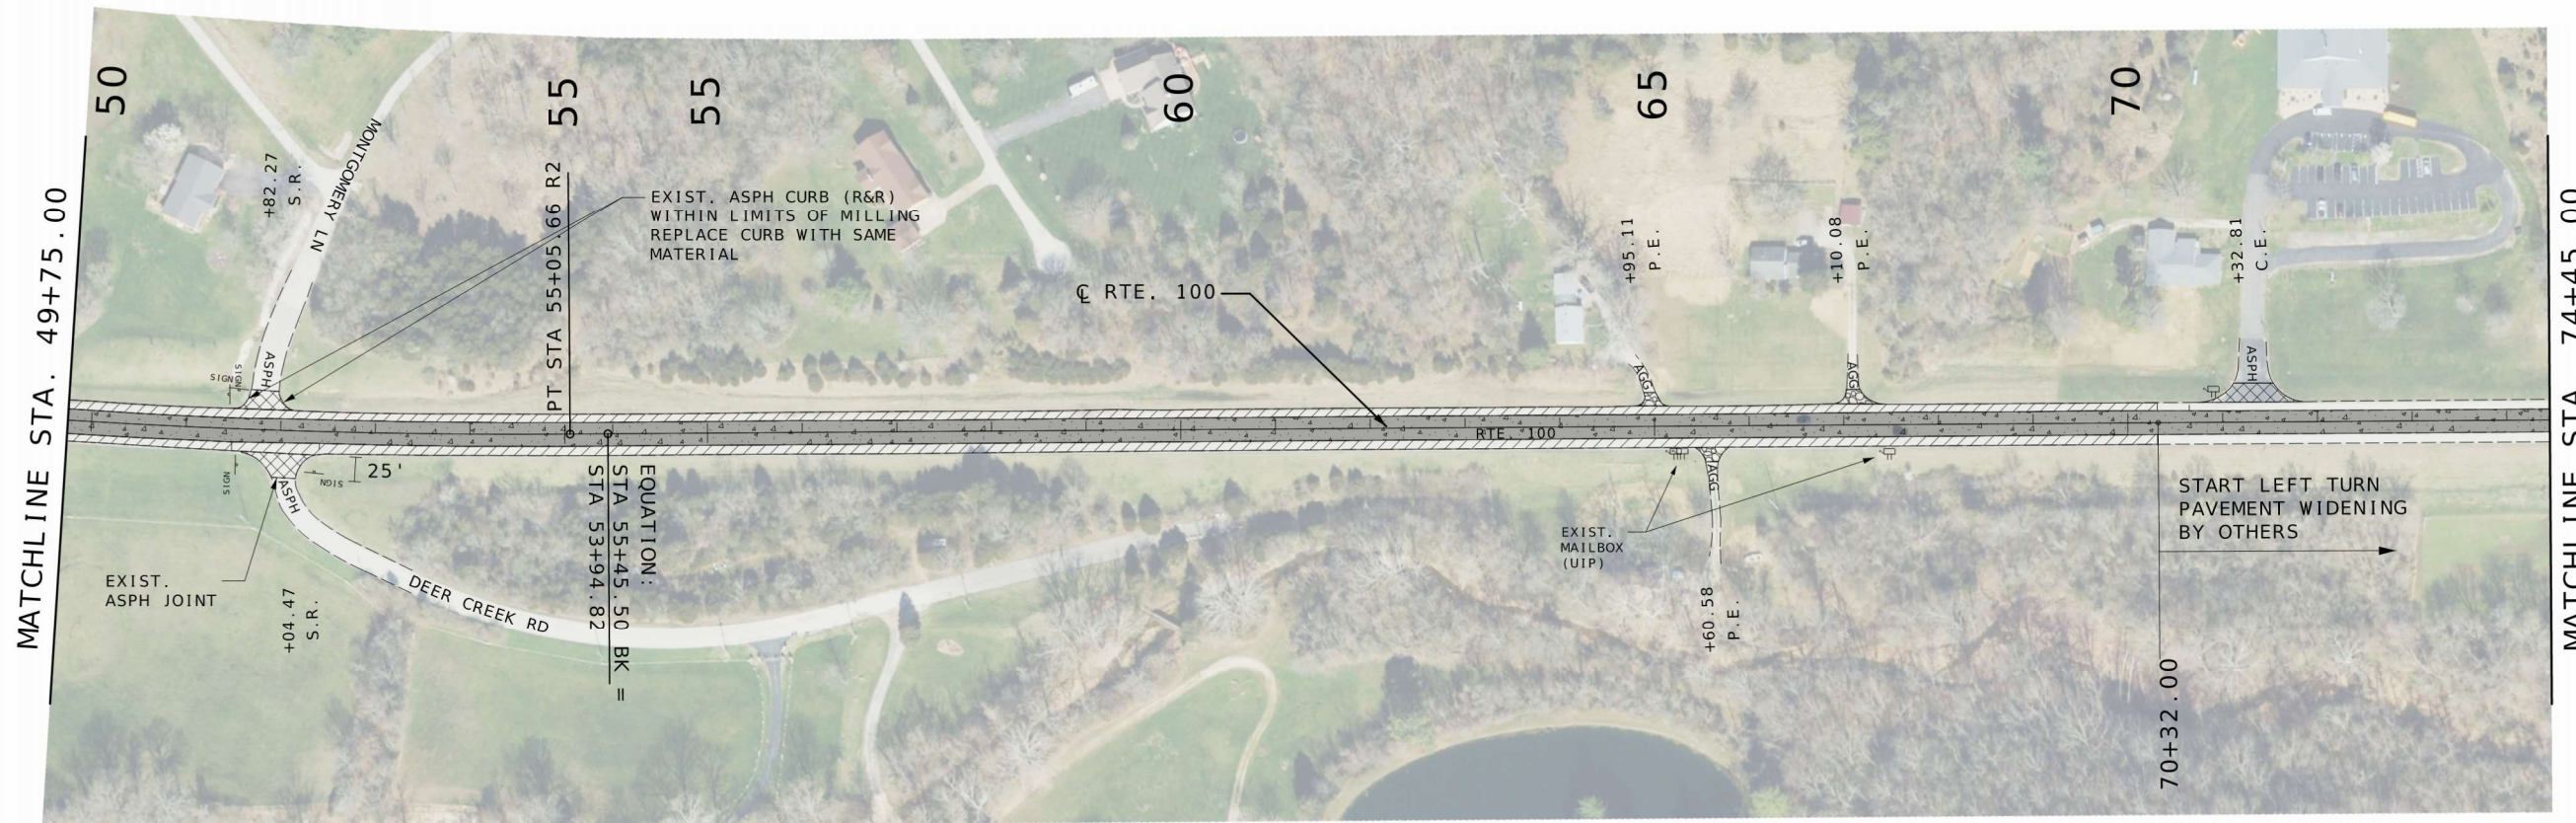 MATCHLINE STA. 49+75.00
50
+82.27
S.R.
MONTGOMERY LN
ASPH
SIGN
SIGN
55
PT STA 55+05.66 R2
55
EXIST. ASPH CURB (R&R)
WITHIN LIMITS OF MILLING
REPLACE CURB WITH SAME
MATERIAL
60
℄ RTE. 100
65
+95.11
P.E.
AGG
+10.08
P.E.
AGG
70
+32.81
C.E.
ASPH
MATCHLINE STA. 74+45.00
RTE. 100
SIGN
SIGN
25'
ASPH
EXIST.
ASPH JOINT
+04.47
S.R.
DEER CREEK RD
EQUATION:
STA 55+45.50 BK =
STA 53+94.82
EXIST.
MAILBOX
(UIP)
AGG
+60.58
P.E.
START LEFT TURN
PAVEMENT WIDENING
BY OTHERS
70+32.00